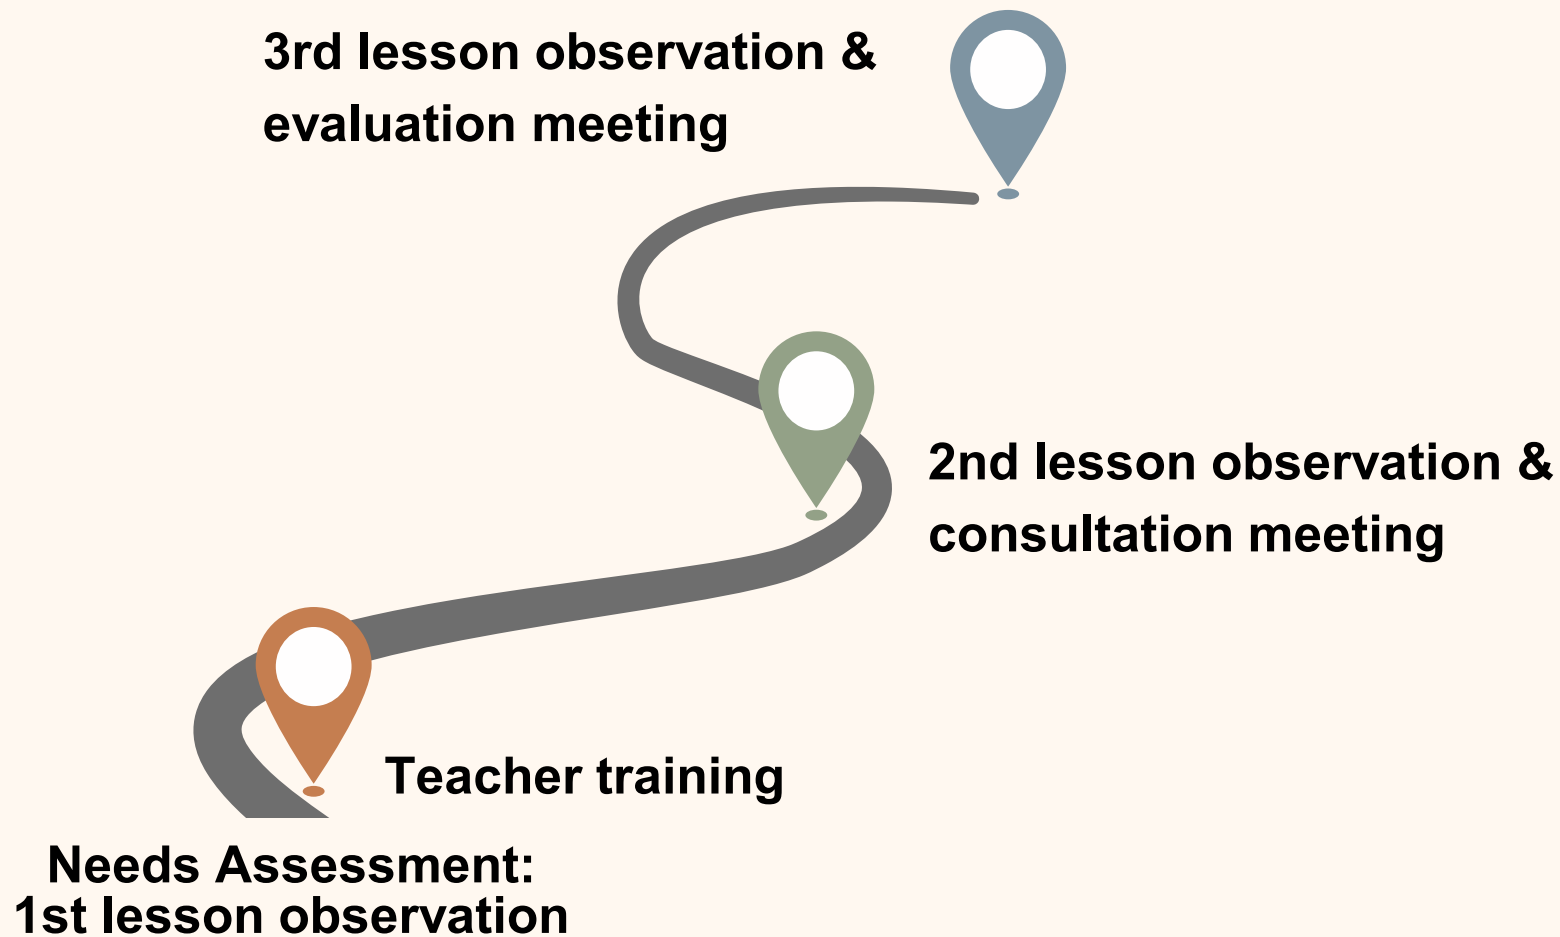 3rd lesson observation &
evaluation meeting
2nd lesson observation &
consultation meeting
Teacher training
Needs Assessment:
1st lesson observation